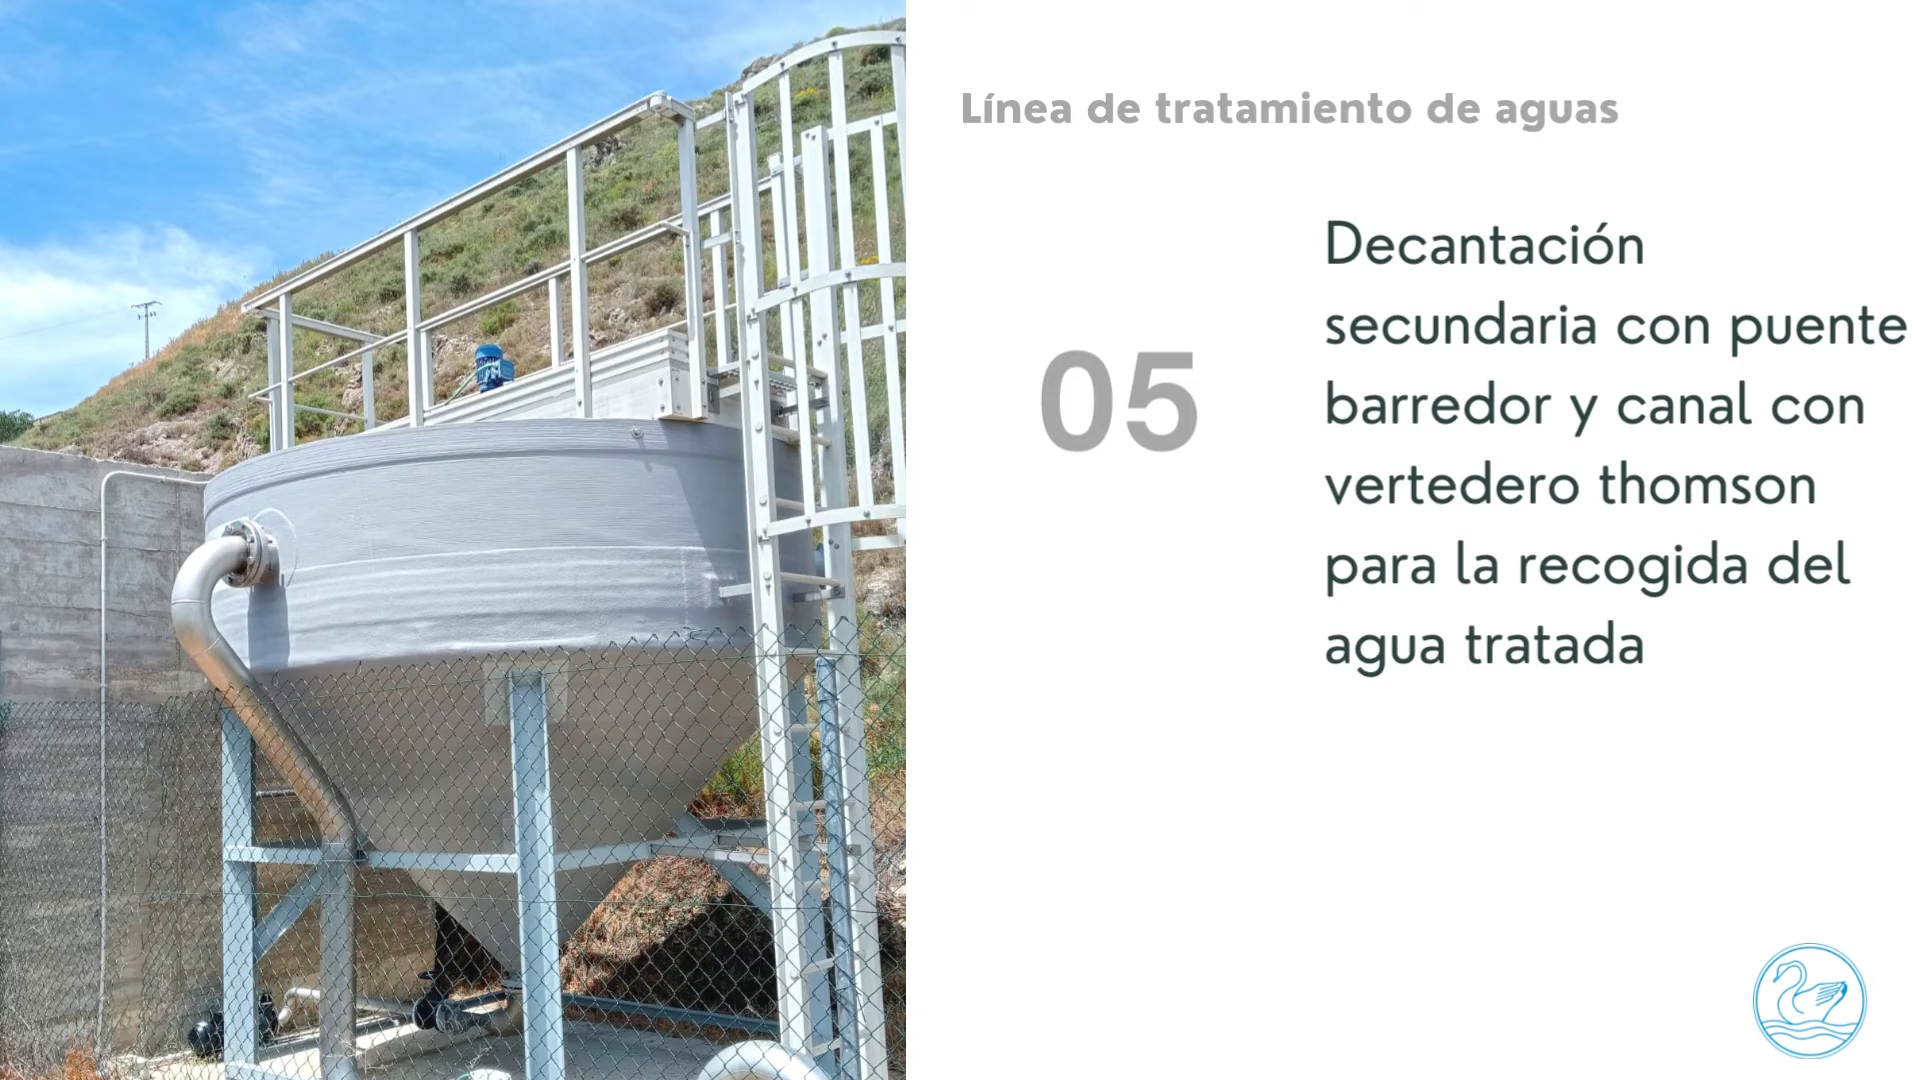 Línea de tratamiento de aguas
05
Decantación
secundaria con puente
barredor y canal con
vertedero thomson
para la recogida del
agua tratada